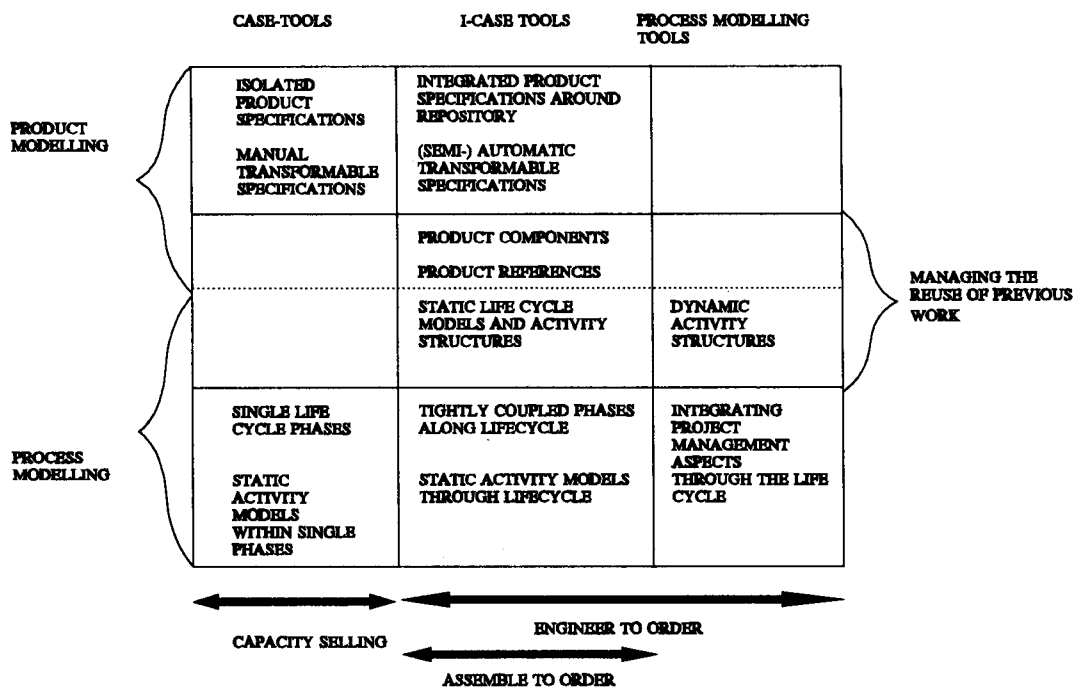 CASE-TOOLS
I-CASE TOOLS
PROCESS MODELLING
TOOLS
PRODUCT
MODELLING
ISOLATED
PRODUCT
SPECIFICATIONS
MANUAL
TRANSFORMABLE
SPECIFICATIONS
INTEGRATED PRODUCT
SPECIFICATIONS AROUND
REPOSITORY
(SEMI-) AUTOMATIC
TRANSFORMABLE
SPECIFICATIONS
PRODUCT COMPONENTS
PRODUCT REFERENCES
STATIC LIFE CYCLE
MODELS AND ACTIVITY
STRUCTURES
DYNAMIC
ACTIVITY
STRUCTURES
MANAGING THE
REUSE OF PREVIOUS
WORK
PROCESS
MODELLING
SINGLE LIFE
CYCLE PHASES
STATIC
ACTIVITY
MODELS
WITHIN SINGLE
PHASES
TIGHTLY COUPLED PHASES
ALONG LIFECYCLE
STATIC ACTIVITY MODELS
THROUGH LIFECYCLE
INTEGRATING
PROJECT
MANAGEMENT
ASPECTS
THROUGH THE LIFE
CYCLE
CAPACITY SELLING
ENGINEER TO ORDER
ASSEMBLE TO ORDER